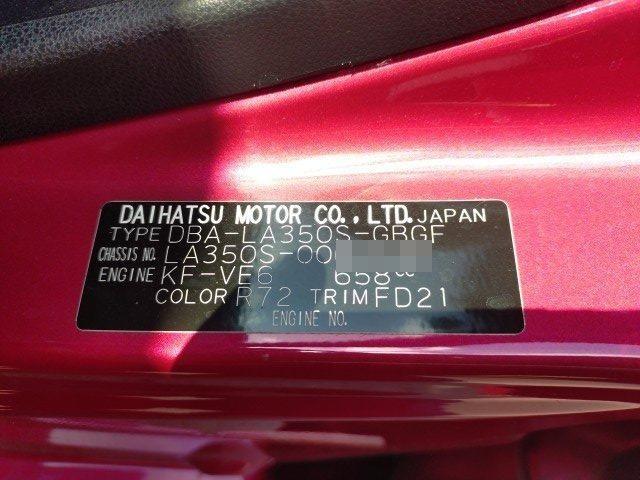 DAIHATSU MOTOR CO., LTD. JAPAN
TYPE DBA-LA350S-GBGF
CHASSIS NO. LA350S-00
ENGINE KF-VE6 658cc
COLOR R72 TRIM FD21
ENGINE NO.